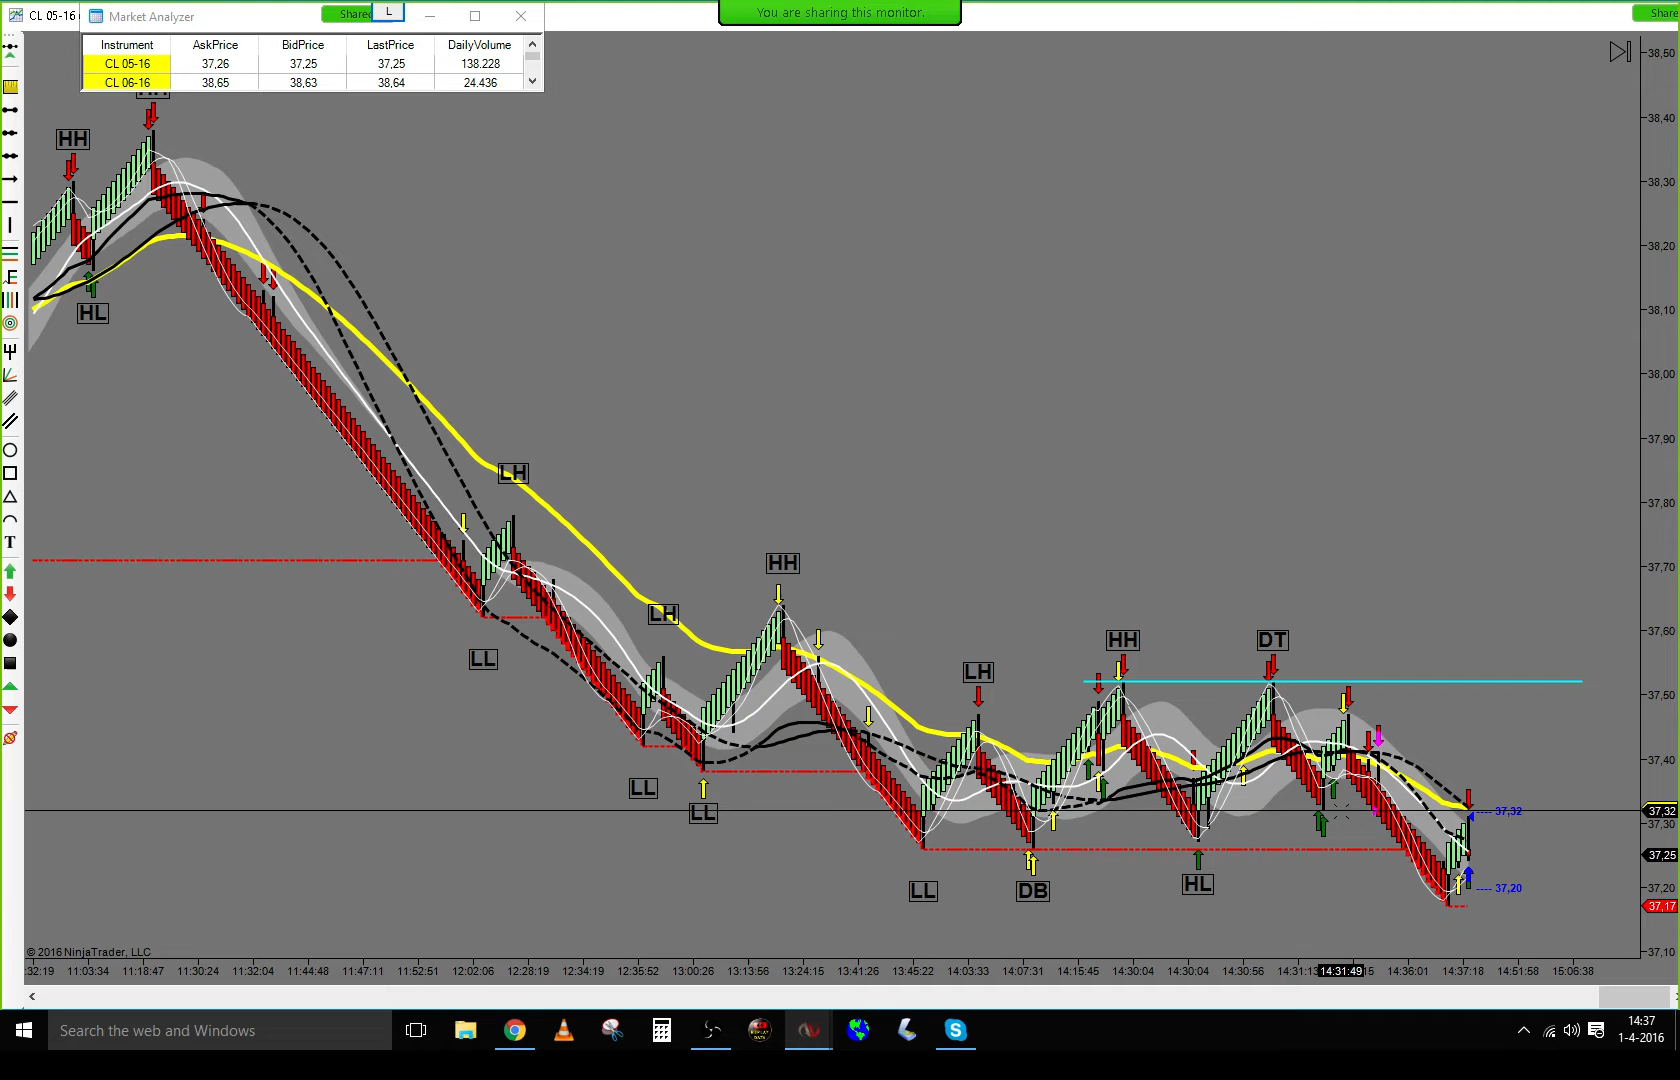 CL 05-16
Market Analyzer
Shared
L
You are sharing this monitor.
Share
Instrument AskPrice BidPrice LastPrice DailyVolume
CL 05-16 37,26 37,25 37,25 138.228
CL 06-16 38,65 38,63 38,64 24.436
38,50
38,40
38,30
38,20
38,10
38,00
37,90
37,80
37,70
37,60
37,50
37,40
37,32
37,30
37,25
37,20
37,17
37,10
HH
HL
LH
LL
LH
LL
LL
HH
LH
LL
DB
HH
HL
DT
---- 37,32
---- 37,20
E
T
© 2016 NinjaTrader, LLC
:32:19 11:03:34 11:18:47 11:30:24 11:32:04 11:44:48 11:47:11 11:52:51 12:02:06 12:28:19 12:34:19 12:35:52 13:00:26 13:13:56 13:24:15 13:41:26 13:45:22 14:03:33 14:07:31 14:15:45 14:30:04 14:30:04 14:30:56 14:31:13 14:31:49 14:36:01 14:37:18 14:51:58 15:06:38
Search the web and Windows
14:37
1-4-2016